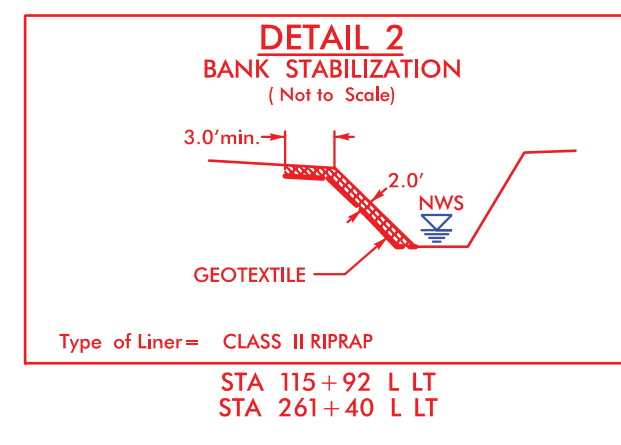 DETAIL 2
BANK STABILIZATION
( Not to Scale)
3.0'min.
2.0'
NWS
GEOTEXTILE
Type of Liner= CLASS II RIPRAP
STA 115+92 L LT
STA 261+40 L LT